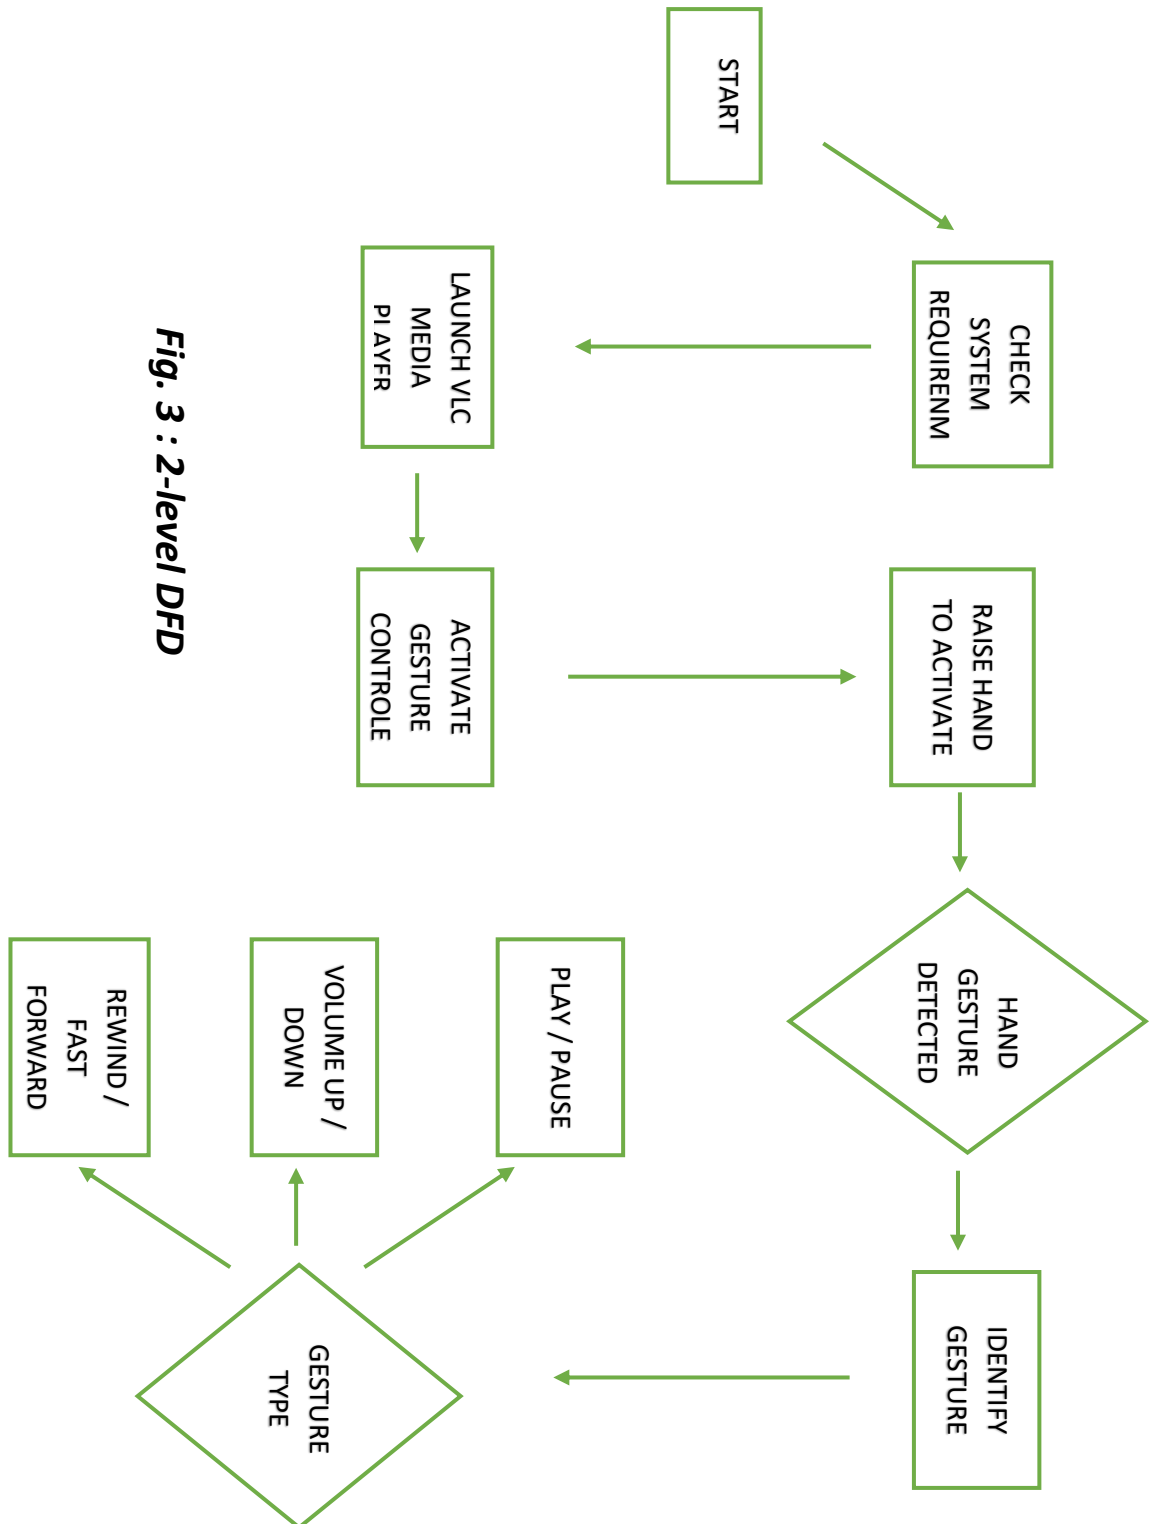 START
CHECK
SYSTEM
REQUIRENM
LAUNCH VLC
MEDIA
PLAYER
ACTIVATE
GESTURE
CONTROLE
RAISE HAND
TO ACTIVATE
HAND
GESTURE
DETECTED
IDENTIFY
GESTURE
GESTURE
TYPE
PLAY / PAUSE
VOLUME UP /
DOWN
REWIND /
FAST
FORWARD
Fig. 3 : 2-level DFD